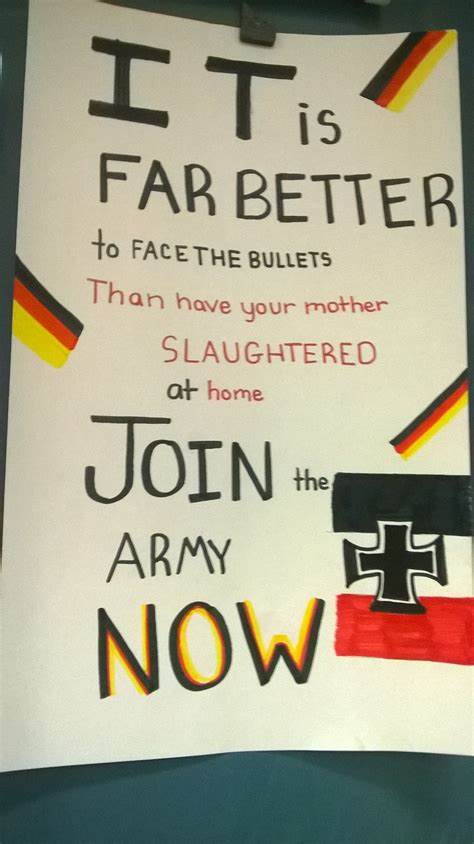 IT is
FAR BETTER
to FACE THE BULLETS
Than have your mother
SLAUGHTERED
at home
JOIN the
ARMY
NOW